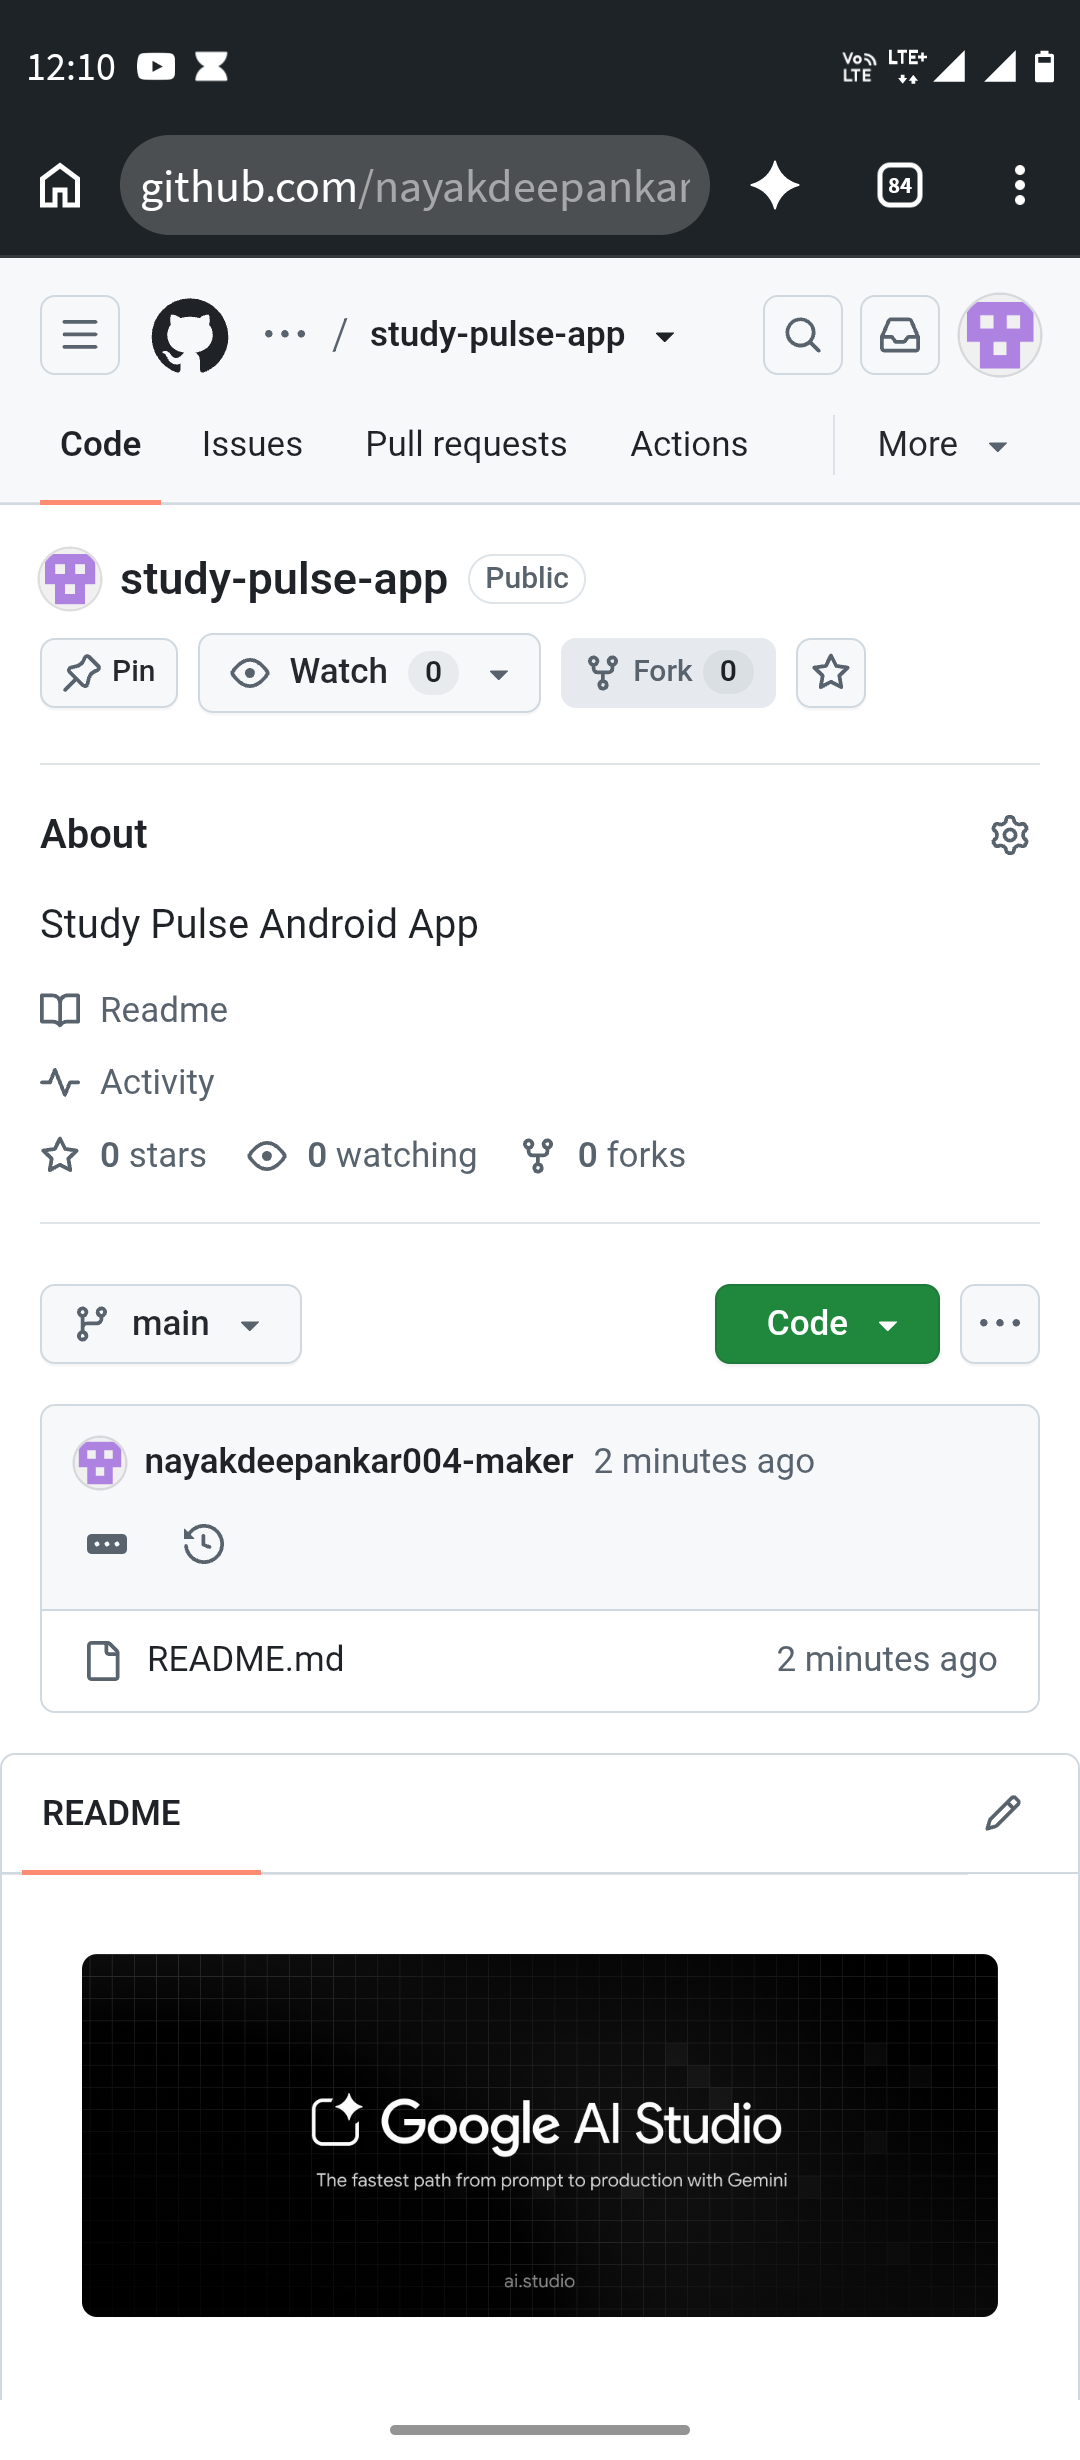 12:10 Vo LTE LTE+
github.com/nayakdeepankar 84
/ study-pulse-app
Code Issues Pull requests Actions More
study-pulse-app Public
Pin Watch 0 Fork 0
About
Study Pulse Android App
Readme
Activity
0 stars 0 watching 0 forks
main Code
nayakdeepankar004-maker 2 minutes ago
README.md 2 minutes ago
README
Google AI Studio
The fastest path from prompt to production with Gemini
ai.studio